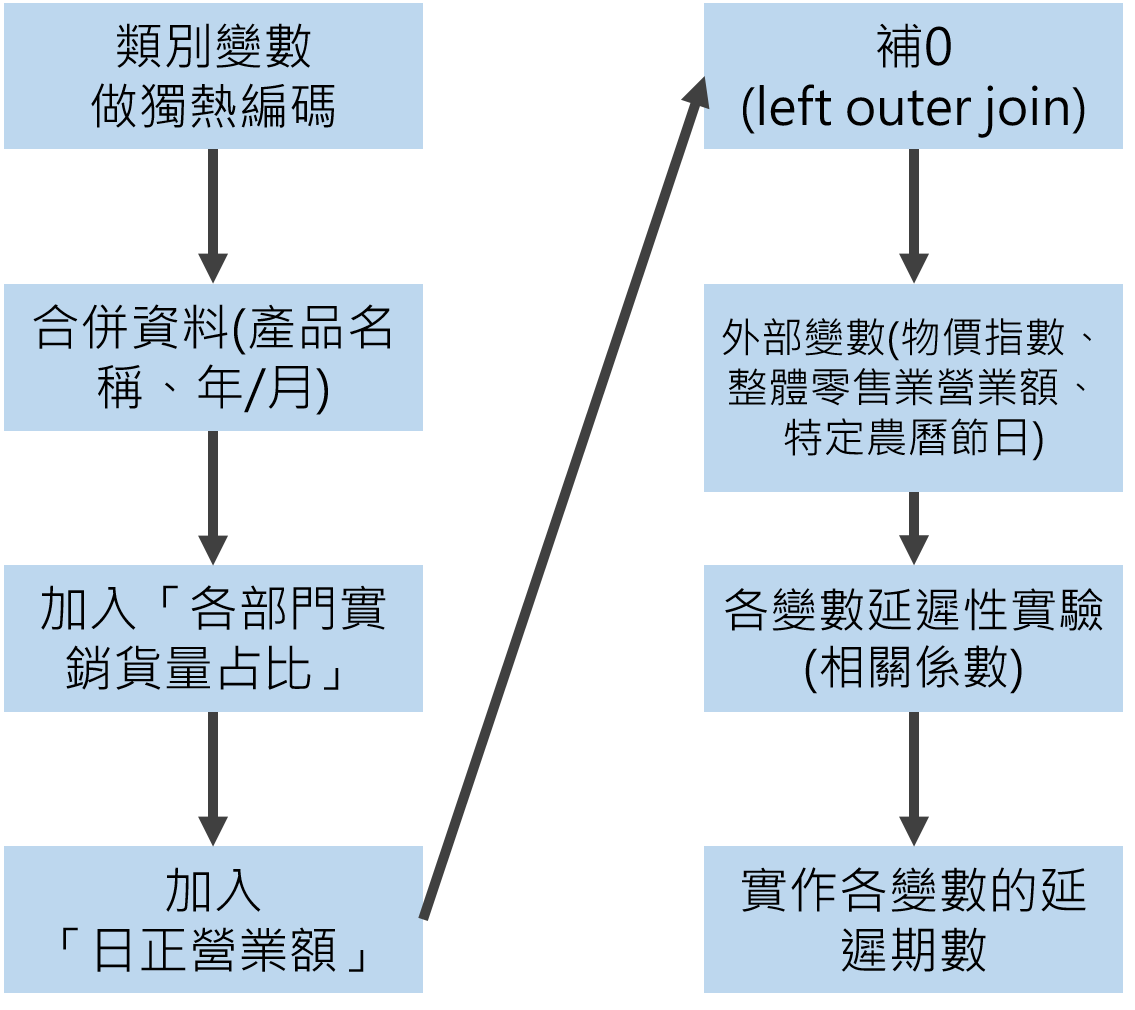 類別變數
做獨熱編碼
合併資料(產品名
稱、年/月)
加入「各部門實
銷貨量占比」
加入
「日正營業額」
補0
(left outer join)
外部變數(物價指數、
整體零售業營業額、
特定農曆節日)
各變數延遲性實驗
(相關係數)
實作各變數的延
遲期數